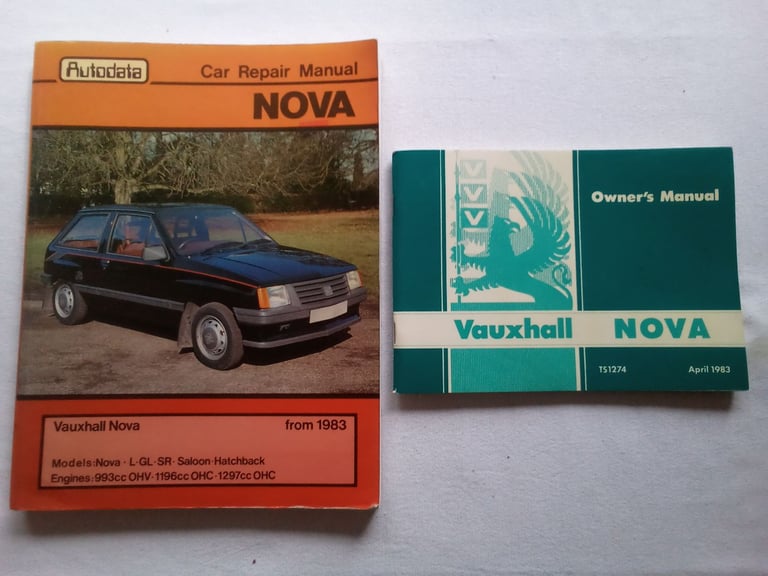 Autodata
Car Repair Manual
NOVA
Vauxhall Nova from 1983
Models:Nova · L·GL·SR· Saloon·Hatchback
Engines:993cc OHV·1196cc OHC·1297cc OHC
V
V
V
Owner's Manual
Vauxhall NOVA
TS1274 April 1983